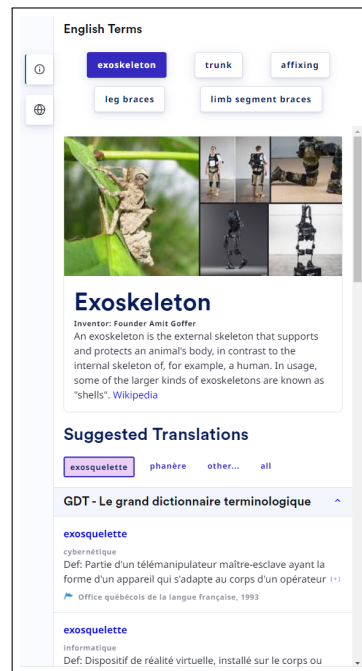 English Terms
exoskeleton
trunk
affixing
leg braces
limb segment braces
Exoskeleton
Inventor: Founder Amit Goffer
An exoskeleton is the external skeleton that supports
and protects an animal's body, in contrast to the
internal skeleton of, for example, a human. In usage,
some of the larger kinds of exoskeletons are known as
"shells". Wikipedia
Suggested Translations
exosquelette
phanère
other...
all
GDT - Le grand dictionnaire terminologique
exosquelette
cybernétique
Def: Partie d'un télémanipulateur maître-esclave ayant la
forme d'un appareil qui s'adapte au corps d'un opérateur (+)
Office québécois de la langue française, 1993
exosquelette
informatique
Def: Dispositif de réalité virtuelle, installé sur le corps ou